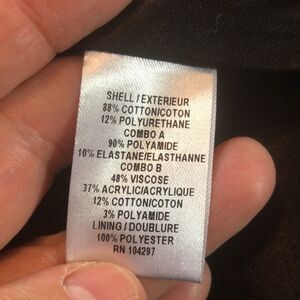 SHELL / EXTERIEUR
88% COTTON/COTON
12% POLYURETHANE
COMBO A
90% POLYAMIDE
10% ELASTANE/ELASTHANNE
COMBO B
48% VISCOSE
37% ACRYLIC/ACRYLIQUE
12% COTTON/COTON
3% POLYAMIDE
LINING / DOUBLURE
100% POLYESTER
RN 104297